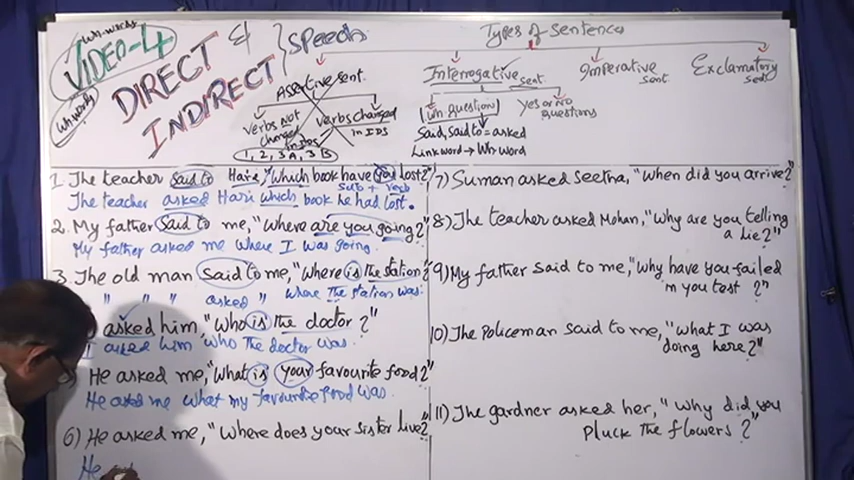 Wh-words
VIDEO-4
Wh words
DIRECT &
INDIRECT
Speech
Assertive sent.
Verbs Not
Changed
in IDS
Verbs Changed
in IDS
1, 2, 3A, 3B
Types of Sentences
Interrogative sent
Imperative
sent
Exclamatory
sent
Wh question
Yes or No
questions
Said, said to = asked
Link word → Wh word
1. The teacher said to Hari, "Which book have you lost?"
Sub + verb
The teacher asked Hari which book he had lost.
2. My father said to me, "Where are you going?"
My father asked me where I was going.
3. The old man said to me, "Where is the station?"
" " " asked " where the station was.
asked him, "Who is the doctor?"
I asked him who the doctor was.
He asked me, "What is your favourite food?"
He asked me what my favourite food was.
6) He asked me, "Where does your sister live?"
He
7) Suman asked Seetha, "When did you arrive?"
8) The teacher asked Mohan, "Why are you telling
a lie?"
9) My father said to me, "Why have you failed
in you test?"
10) The Policeman said to me, "What I was
doing here?"
11) The gardner asked her, "Why did you
pluck the flowers?"